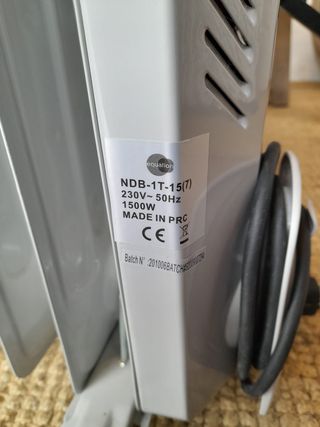 equation
NDB-1T-15(7)
230V~ 50Hz
1500W
MADE IN PRC
CE
Batch N° :